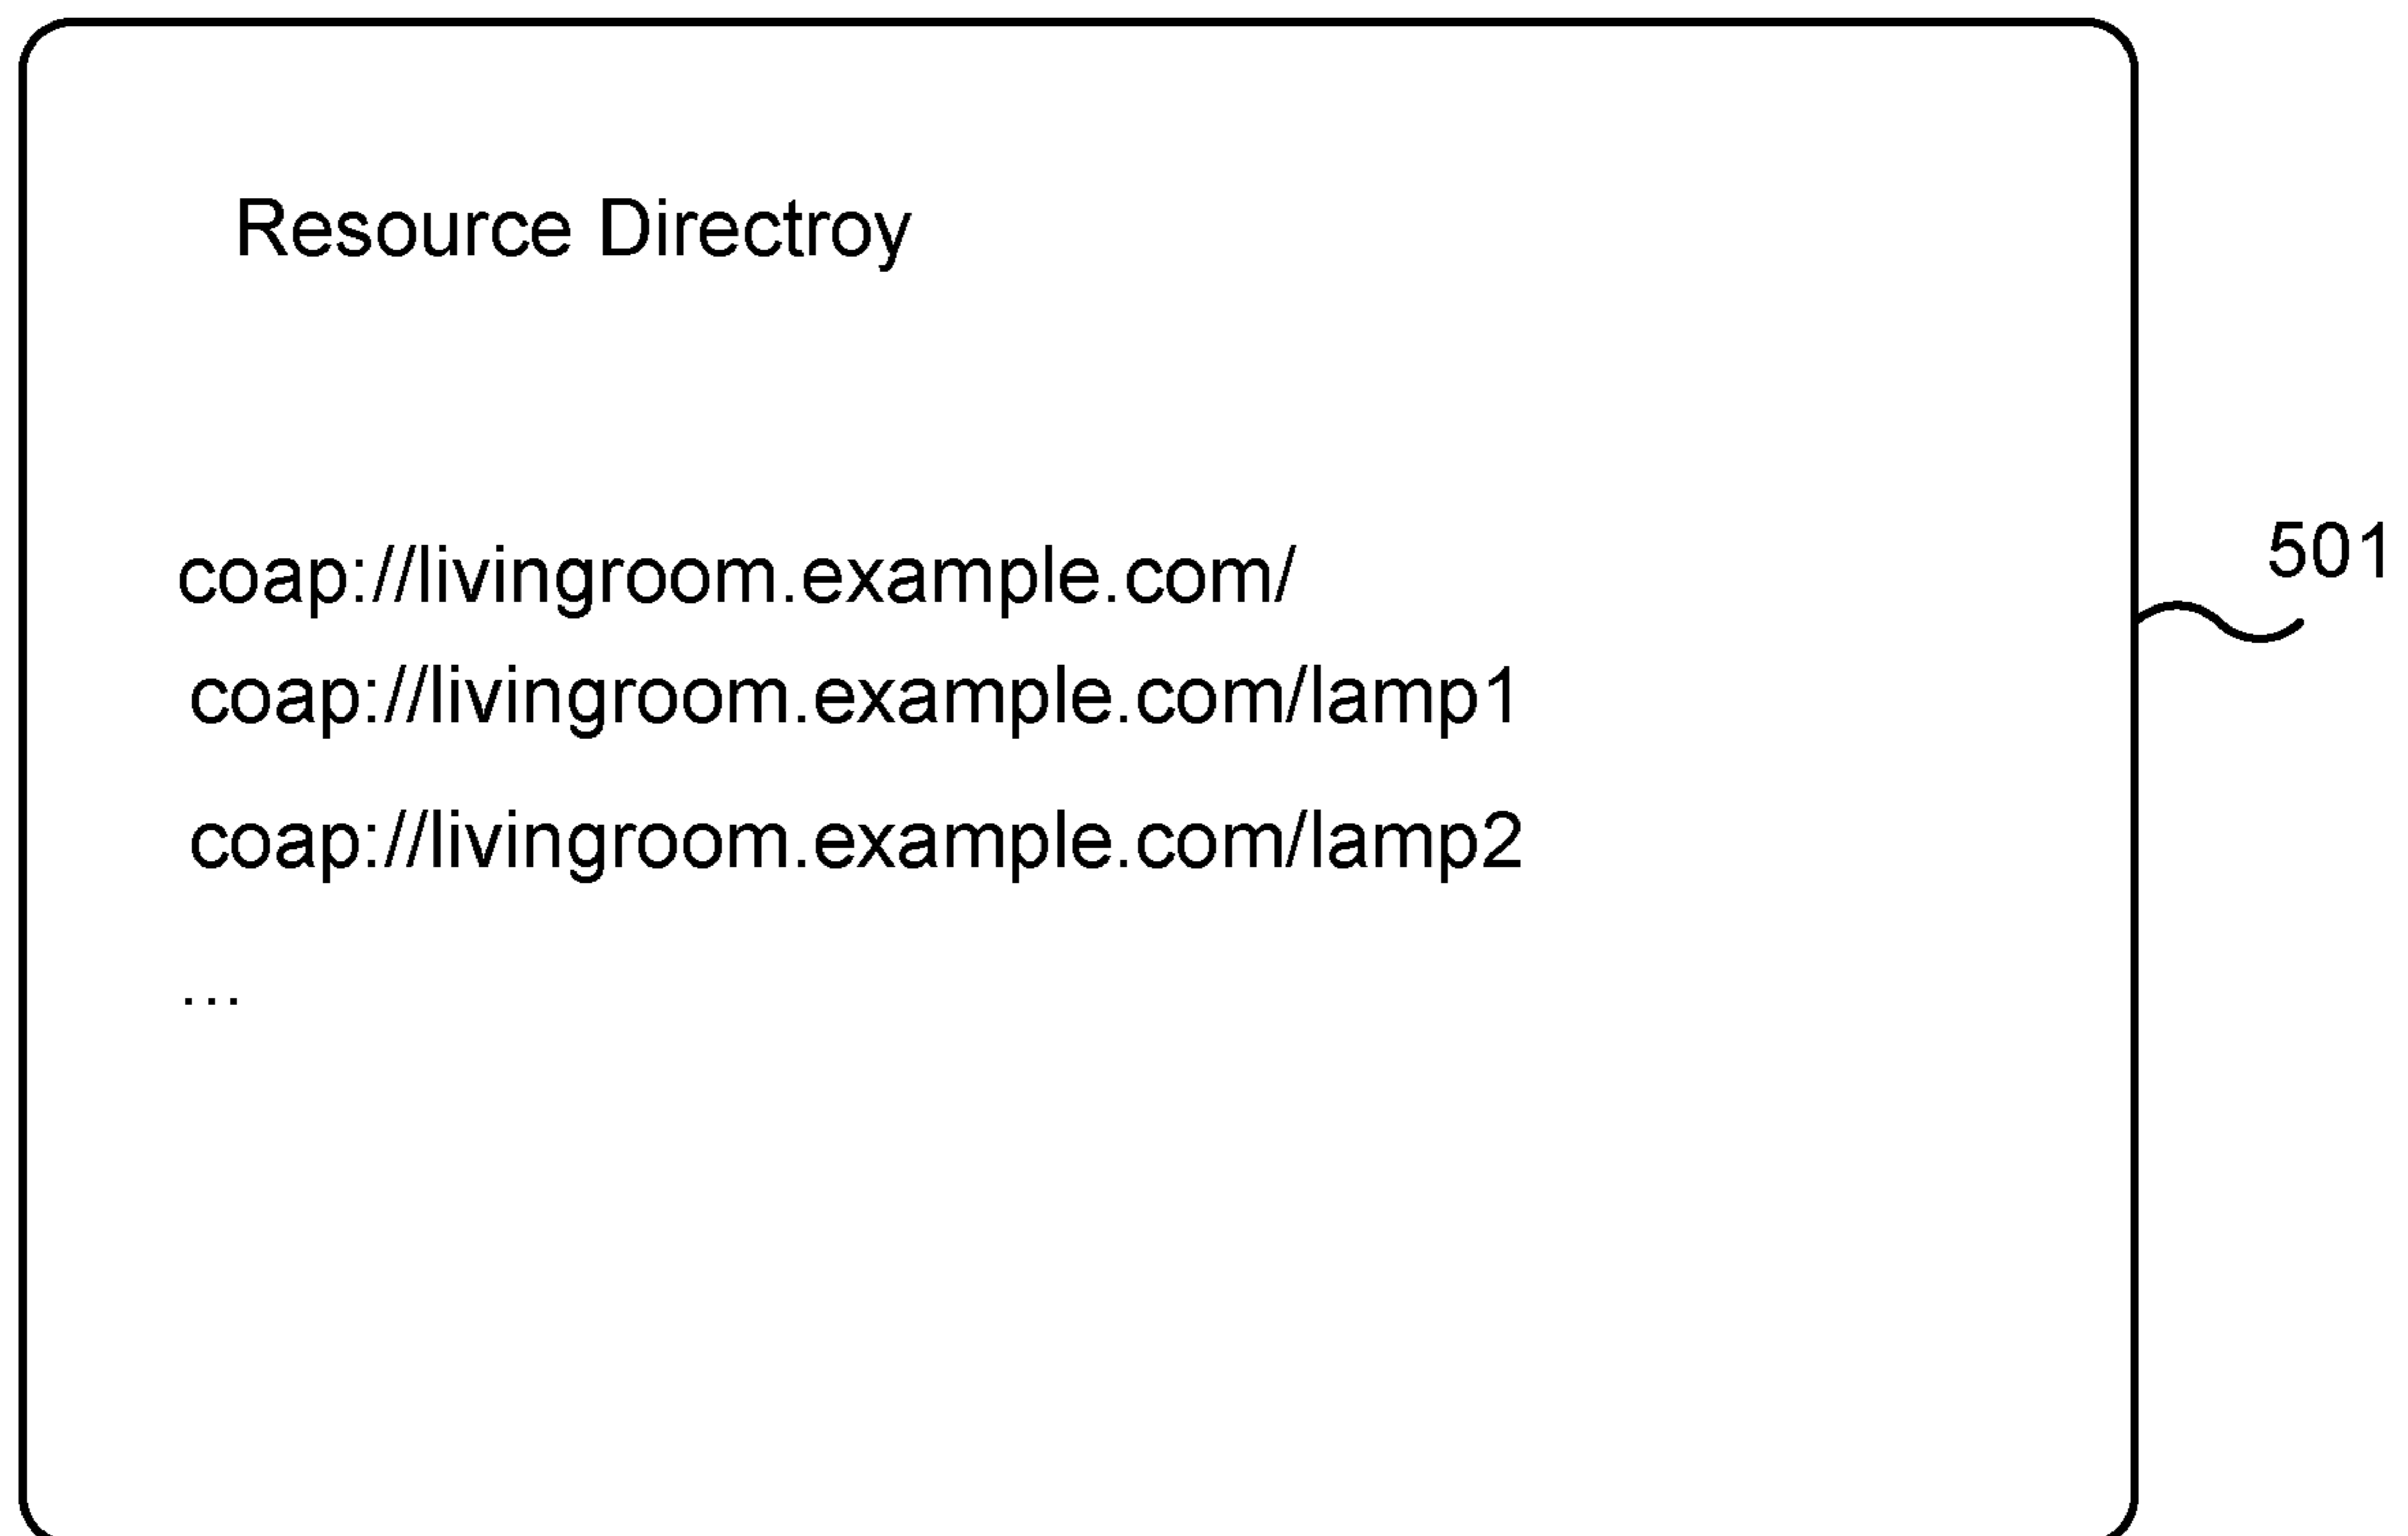 Resource Directroy
coap://livingroom.example.com/
501
coap://livingroom.example.com/lamp1
coap://livingroom.example.com/lamp2
...